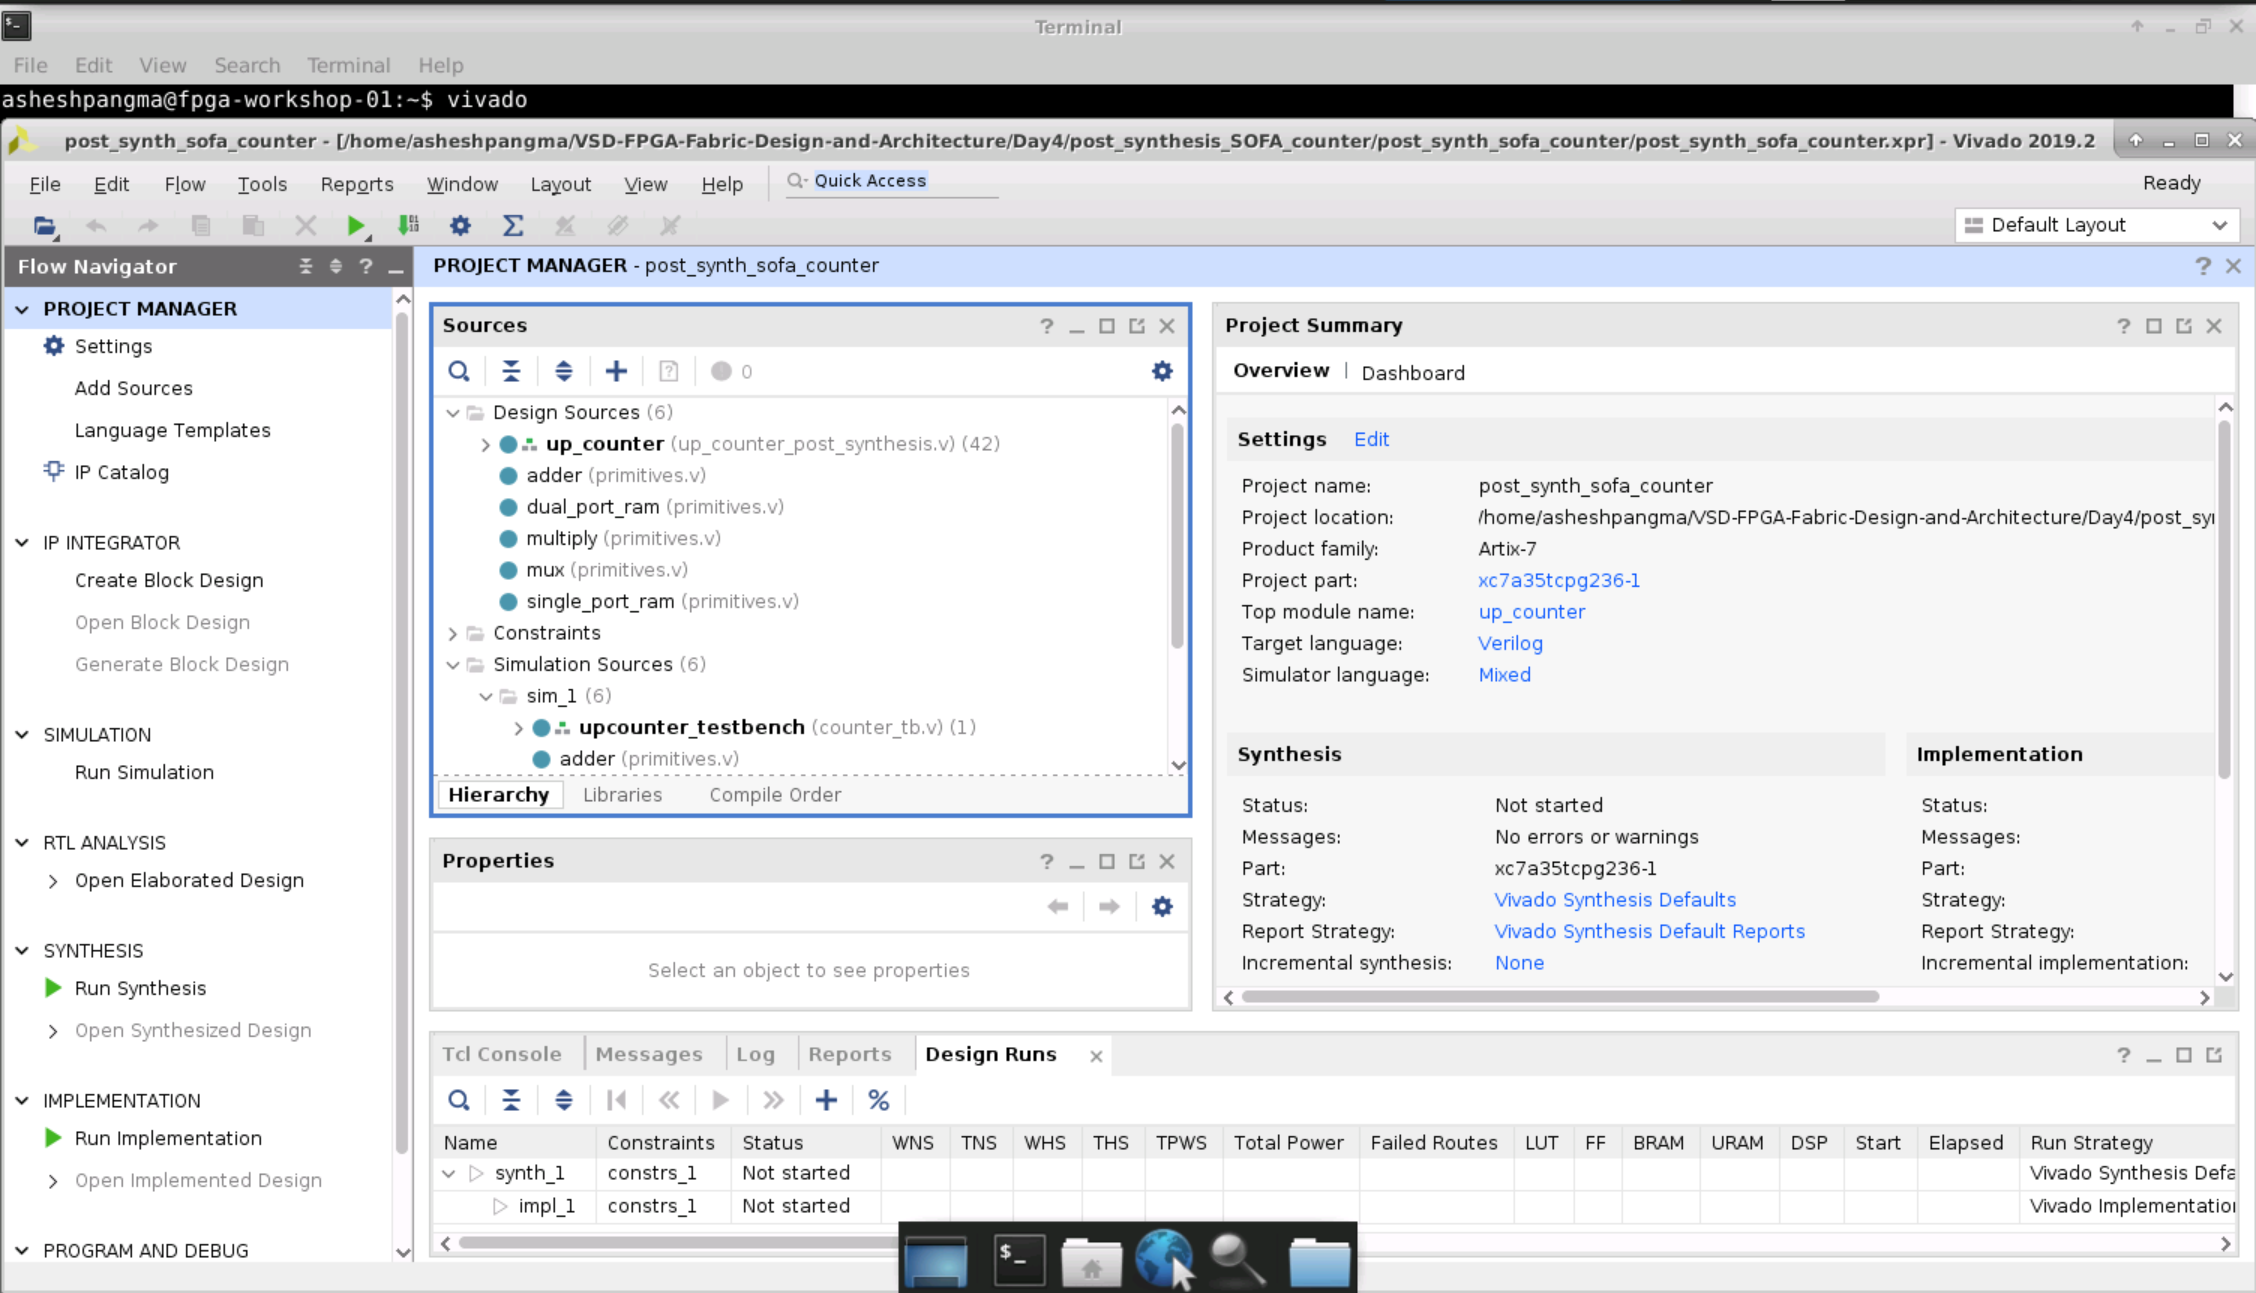 Terminal
File Edit View Search Terminal Help
asheshpangma@fpga-workshop-01:~$ vivado
post_synth_sofa_counter - [/home/asheshpangma/VSD-FPGA-Fabric-Design-and-Architecture/Day4/post_synthesis_SOFA_counter/post_synth_sofa_counter/post_synth_sofa_counter.xpr] - Vivado 2019.2
File Edit Flow Tools Reports Window Layout View Help Quick Access Ready
Default Layout
Flow Navigator
PROJECT MANAGER
Settings
Add Sources
Language Templates
IP Catalog
IP INTEGRATOR
Create Block Design
Open Block Design
Generate Block Design
SIMULATION
Run Simulation
RTL ANALYSIS
Open Elaborated Design
SYNTHESIS
Run Synthesis
Open Synthesized Design
IMPLEMENTATION
Run Implementation
Open Implemented Design
PROGRAM AND DEBUG
PROJECT MANAGER - post_synth_sofa_counter
Sources
0
Design Sources (6)
up_counter (up_counter_post_synthesis.v) (42)
adder (primitives.v)
dual_port_ram (primitives.v)
multiply (primitives.v)
mux (primitives.v)
single_port_ram (primitives.v)
Constraints
Simulation Sources (6)
sim_1 (6)
upcounter_testbench (counter_tb.v) (1)
adder (primitives.v)
Hierarchy Libraries Compile Order
Properties
Select an object to see properties
Project Summary
Overview | Dashboard
Settings Edit
Project name: post_synth_sofa_counter
Project location: /home/asheshpangma/VSD-FPGA-Fabric-Design-and-Architecture/Day4/post_sy
Product family: Artix-7
Project part: xc7a35tcpg236-1
Top module name: up_counter
Target language: Verilog
Simulator language: Mixed
Synthesis
Status: Not started
Messages: No errors or warnings
Part: xc7a35tcpg236-1
Strategy: Vivado Synthesis Defaults
Report Strategy: Vivado Synthesis Default Reports
Incremental synthesis: None
Implementation
Status:
Messages:
Part:
Strategy:
Report Strategy:
Incremental implementation:
Tcl Console Messages Log Reports Design Runs
Name Constraints Status WNS TNS WHS THS TPWS Total Power Failed Routes LUT FF BRAM URAM DSP Start Elapsed Run Strategy
synth_1 constrs_1 Not started Vivado Synthesis Defa
impl_1 constrs_1 Not started Vivado Implementatio